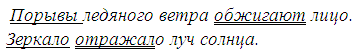 Порывы ледяного ветра обжигают лицо.
Зеркало отражало луч солнца.